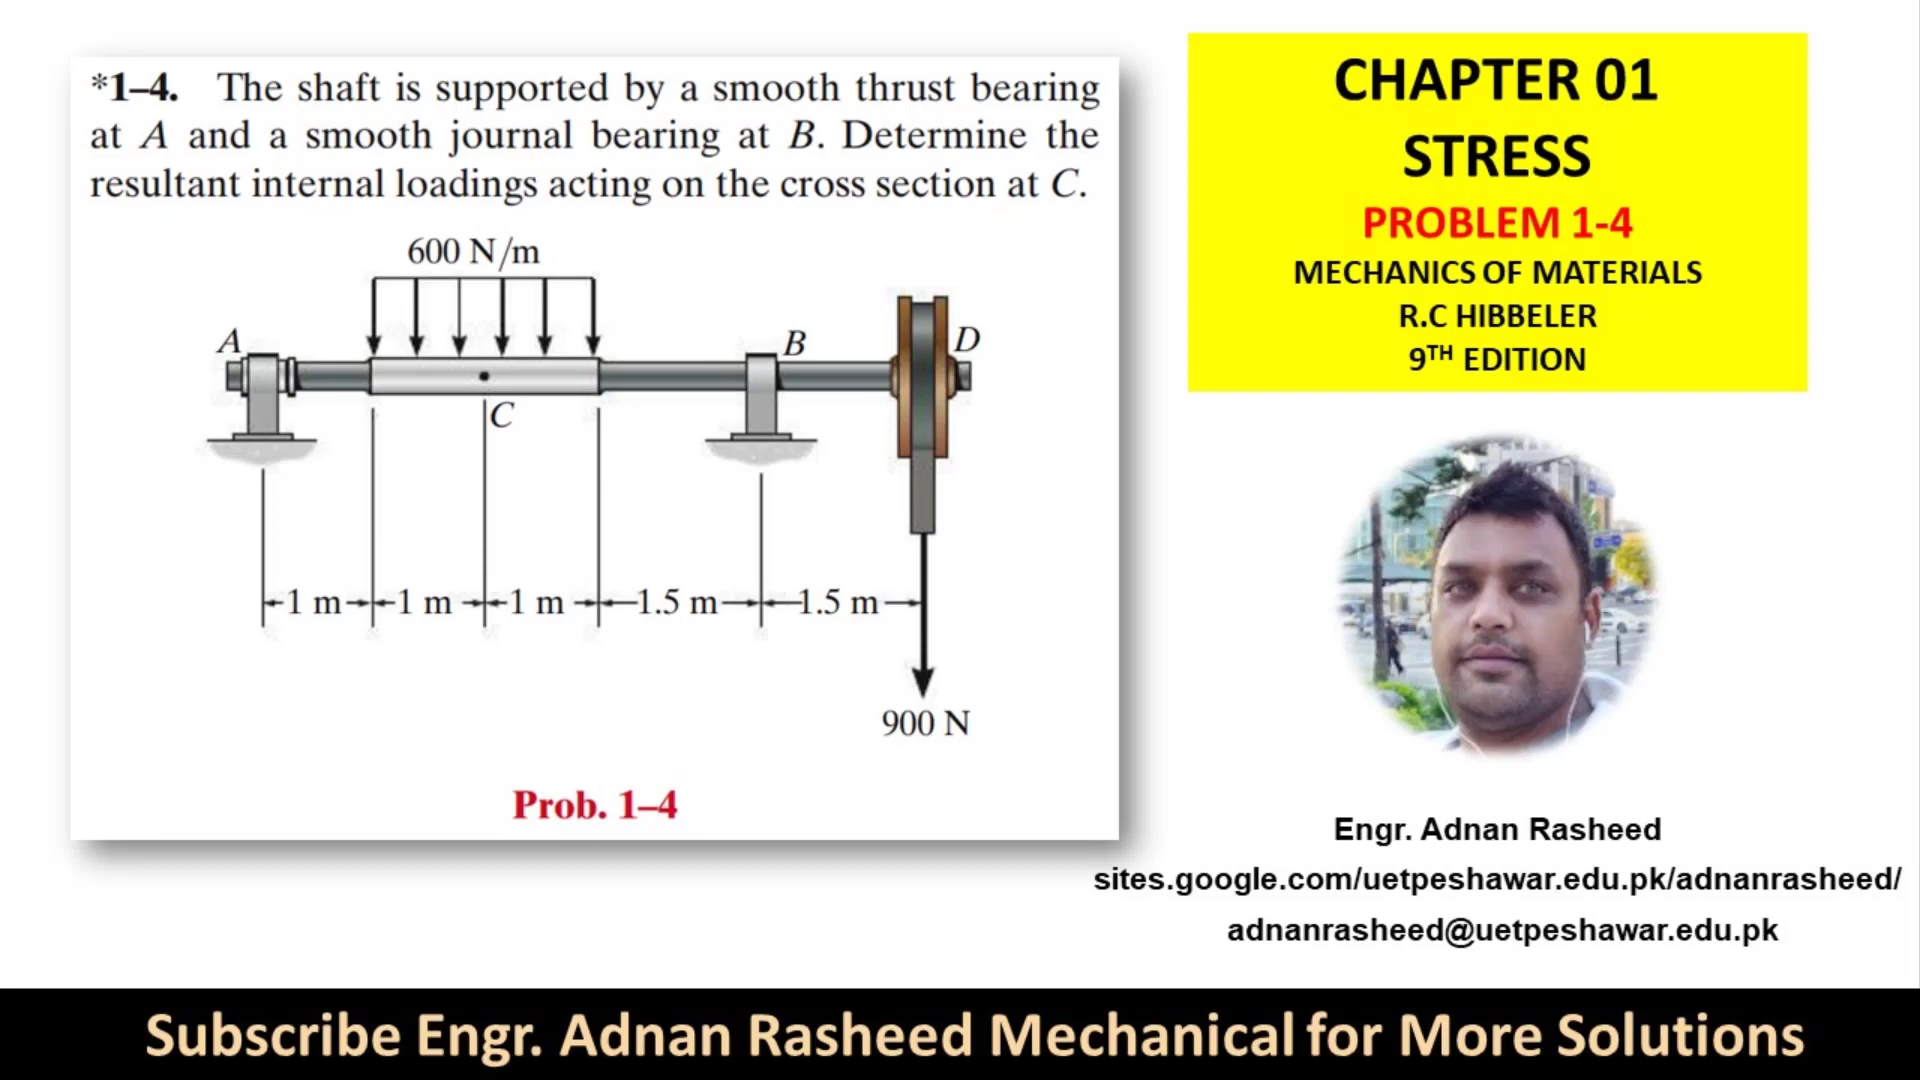 *1–4. The shaft is supported by a smooth thrust bearing
at A and a smooth journal bearing at B. Determine the
resultant internal loadings acting on the cross section at C.
600 N/m
A
B
D
C
1 m
1 m
1 m
1.5 m
1.5 m
900 N
Prob. 1–4
CHAPTER 01
STRESS
PROBLEM 1-4
MECHANICS OF MATERIALS
R.C HIBBELER
9TH EDITION
Engr. Adnan Rasheed
sites.google.com/uetpeshawar.edu.pk/adnanrasheed/
adnanrasheed@uetpeshawar.edu.pk
Subscribe Engr. Adnan Rasheed Mechanical for More Solutions